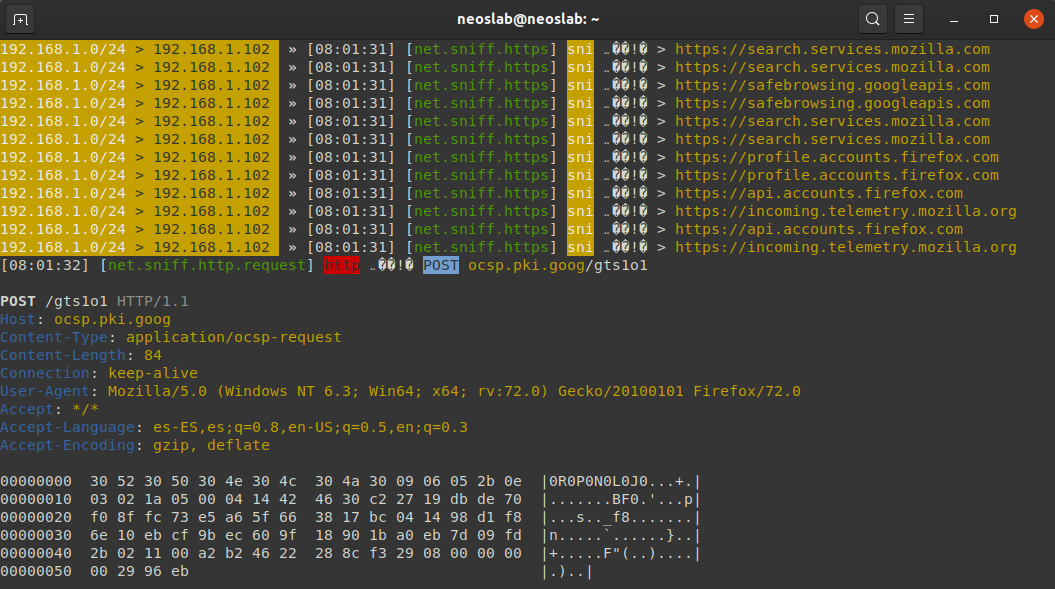 neoslab@neoslab: ~
192.168.1.0/24 > 192.168.1.102 » [08:01:31] [net.sniff.https] sni ..��!� > https://search.services.mozilla.com
192.168.1.0/24 > 192.168.1.102 » [08:01:31] [net.sniff.https] sni ..��!� > https://search.services.mozilla.com
192.168.1.0/24 > 192.168.1.102 » [08:01:31] [net.sniff.https] sni ..��!� > https://safebrowsing.googleapis.com
192.168.1.0/24 > 192.168.1.102 » [08:01:31] [net.sniff.https] sni ..��!� > https://safebrowsing.googleapis.com
192.168.1.0/24 > 192.168.1.102 » [08:01:31] [net.sniff.https] sni ..��!� > https://search.services.mozilla.com
192.168.1.0/24 > 192.168.1.102 » [08:01:31] [net.sniff.https] sni ..��!� > https://search.services.mozilla.com
192.168.1.0/24 > 192.168.1.102 » [08:01:31] [net.sniff.https] sni ..��!� > https://profile.accounts.firefox.com
192.168.1.0/24 > 192.168.1.102 » [08:01:31] [net.sniff.https] sni ..��!� > https://profile.accounts.firefox.com
192.168.1.0/24 > 192.168.1.102 » [08:01:31] [net.sniff.https] sni ..��!� > https://api.accounts.firefox.com
192.168.1.0/24 > 192.168.1.102 » [08:01:31] [net.sniff.https] sni ..��!� > https://incoming.telemetry.mozilla.org
192.168.1.0/24 > 192.168.1.102 » [08:01:31] [net.sniff.https] sni ..��!� > https://api.accounts.firefox.com
192.168.1.0/24 > 192.168.1.102 » [08:01:31] [net.sniff.https] sni ..��!� > https://incoming.telemetry.mozilla.org
[08:01:32] [net.sniff.http.request] http ..��!� POST ocsp.pki.goog/gts1o1
POST /gts1o1 HTTP/1.1
Host: ocsp.pki.goog
Content-Type: application/ocsp-request
Content-Length: 84
Connection: keep-alive
User-Agent: Mozilla/5.0 (Windows NT 6.3; Win64; x64; rv:72.0) Gecko/20100101 Firefox/72.0
Accept: */*
Accept-Language: es-ES,es;q=0.8,en-US;q=0.5,en;q=0.3
Accept-Encoding: gzip, deflate
00000000  30 52 30 50 30 4e 30 4c  30 4a 30 09 06 05 2b 0e  |0R0P0N0L0J0...+.|
00000010  03 02 1a 05 00 04 14 42  46 30 c2 27 19 db de 70  |.......BF0.'...p|
00000020  f0 8f fc 73 e5 a6 5f 66  38 17 bc 04 14 98 d1 f8  |...s.._f8.......|
00000030  6e 10 eb cf 9b ec 60 9f  18 90 1b a0 eb 7d 09 fd  |n.....`......}..|
00000040  2b 02 11 00 a2 b2 46 22  28 8c f3 29 08 00 00 00  |+.....F"(..)....|
00000050  00 29 96 eb                                       |.)..|